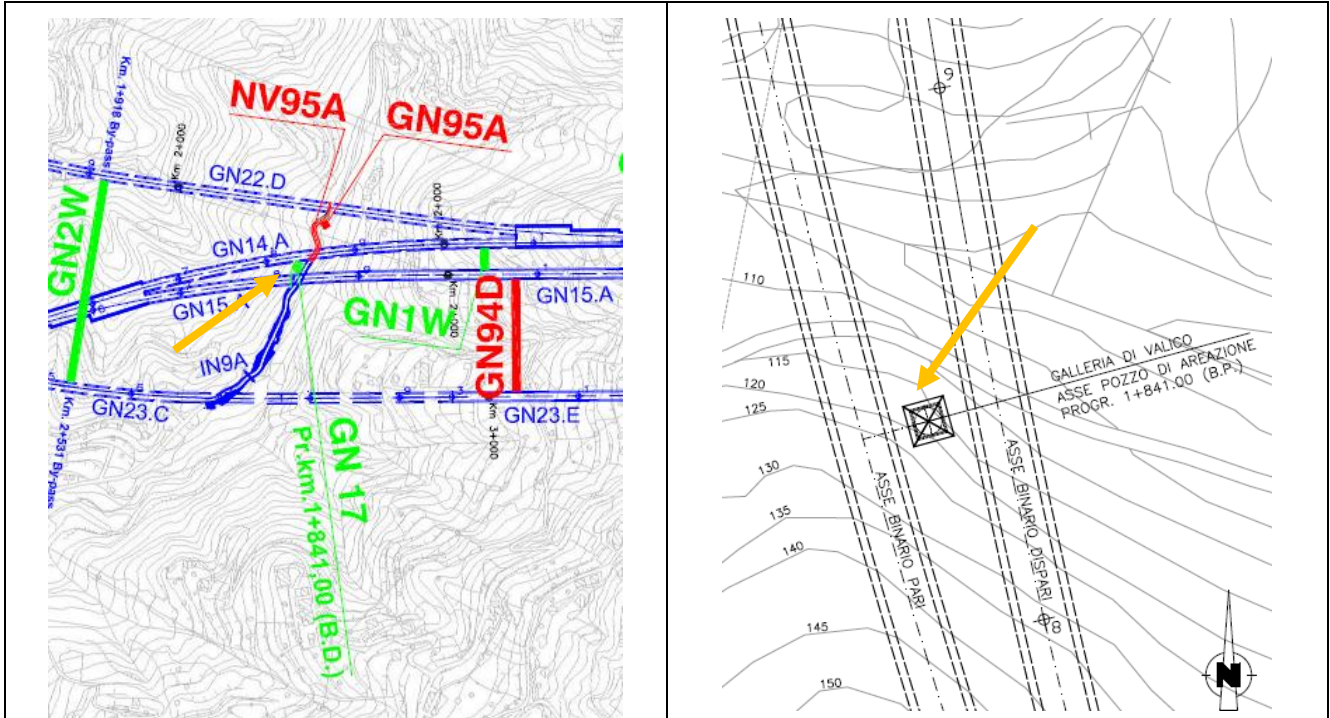 NV95A
GN95A
Km. 1+918 By-pass
Km 2+000
GN22.D
GN2W
GN14.A
Km 2+000
GN15.A
GN15.A
GN1W
Km 2+000
GN94D
IN9A
GN23.C
GN23.E
Km 3+000
Km. 2+531 By-pass
GN 17
Pr.km.1+841,00 (B.D.)
9
110
115
120
125
130
135
140
145
150
GALLERIA DI VALICO
ASSE POZZO DI AREAZIONE
PROGR. 1+841.00 (B.P.)
ASSE BINARIO PARI
ASSE BINARIO DISPARI
8
N